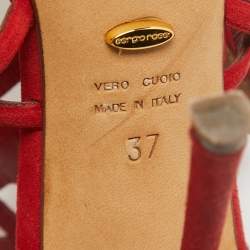 sergio rossi
VERO CUOIO
MADE IN ITALY
37